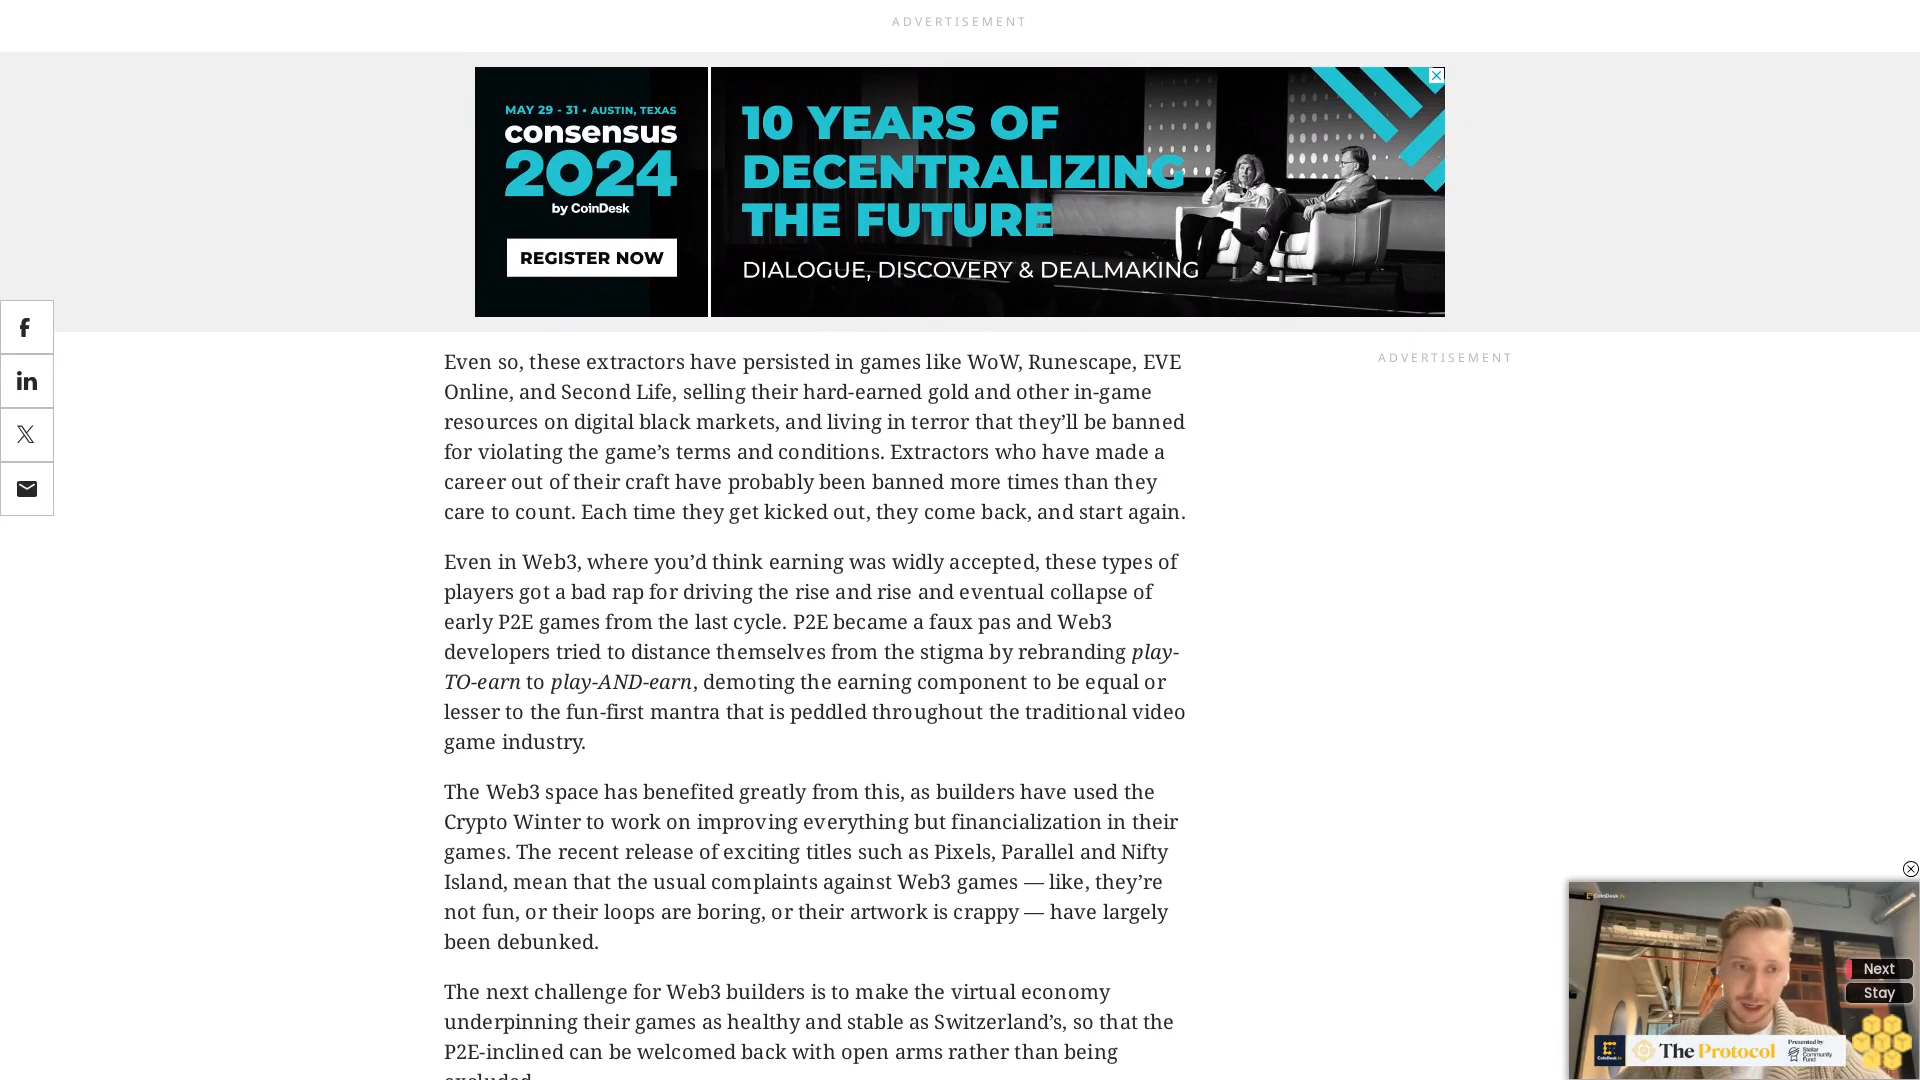 ADVERTISEMENT
MAY 29 - 31 • AUSTIN, TEXAS
consensus
2024
by CoinDesk
REGISTER NOW
10 YEARS OF
DECENTRALIZING
THE FUTURE
DIALOGUE, DISCOVERY & DEALMAKING
ADVERTISEMENT
Even so, these extractors have persisted in games like WoW, Runescape, EVE
Online, and Second Life, selling their hard-earned gold and other in-game
resources on digital black markets, and living in terror that they’ll be banned
for violating the game’s terms and conditions. Extractors who have made a
career out of their craft have probably been banned more times than they
care to count. Each time they get kicked out, they come back, and start again.
Even in Web3, where you’d think earning was widly accepted, these types of
players got a bad rap for driving the rise and rise and eventual collapse of
early P2E games from the last cycle. P2E became a faux pas and Web3
developers tried to distance themselves from the stigma by rebranding play-
TO-earn to play-AND-earn, demoting the earning component to be equal or
lesser to the fun-first mantra that is peddled throughout the traditional video
game industry.
The Web3 space has benefited greatly from this, as builders have used the
Crypto Winter to work on improving everything but financialization in their
games. The recent release of exciting titles such as Pixels, Parallel and Nifty
Island, mean that the usual complaints against Web3 games — like, they’re
not fun, or their loops are boring, or their artwork is crappy — have largely
been debunked.
The next challenge for Web3 builders is to make the virtual economy
underpinning their games as healthy and stable as Switzerland’s, so that the
P2E-inclined can be welcomed back with open arms rather than being
excluded.
Next
Stay
CoinDesk
The Protocol
Presented by
Stellar
Community
Fund